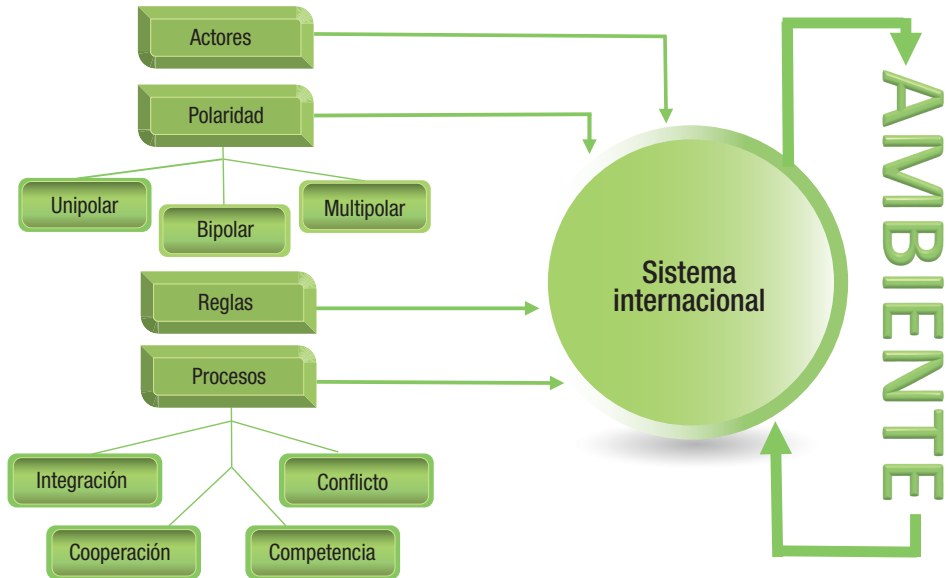 Actores
Polaridad
Unipolar
Bipolar
Multipolar
Reglas
Procesos
Integración
Conflicto
Cooperación
Competencia
Sistema
internacional
AMBIENTE